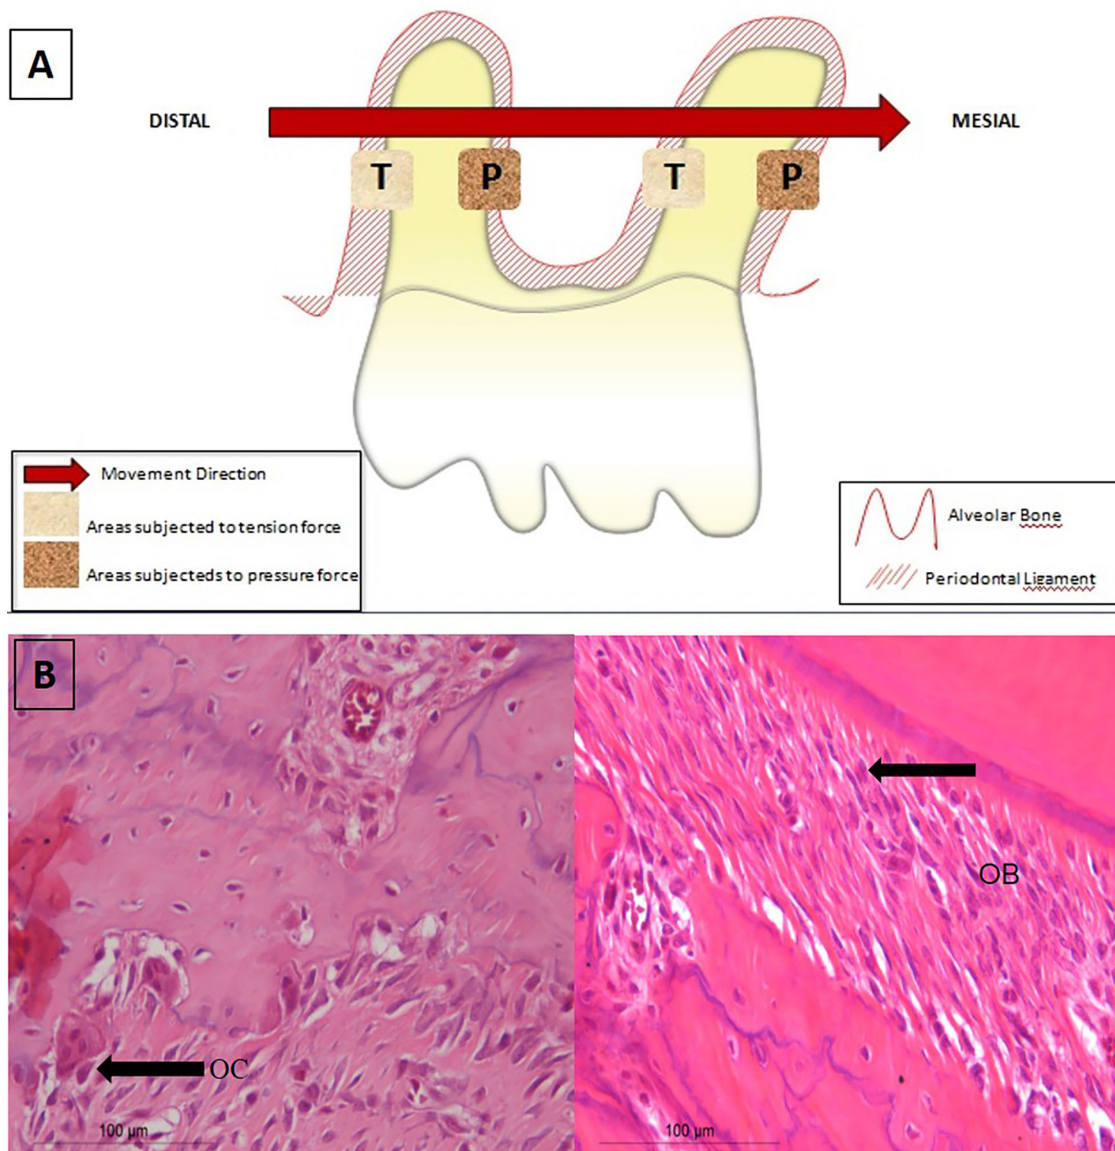 A
DISTAL
MESIAL
T
P
T
P
Movement Direction
Areas subjected to tension force
Areas subjecteds to pressure force
Alveolar Bone
Periodontal Ligament
B
OB
OC
100 µm
100 µm